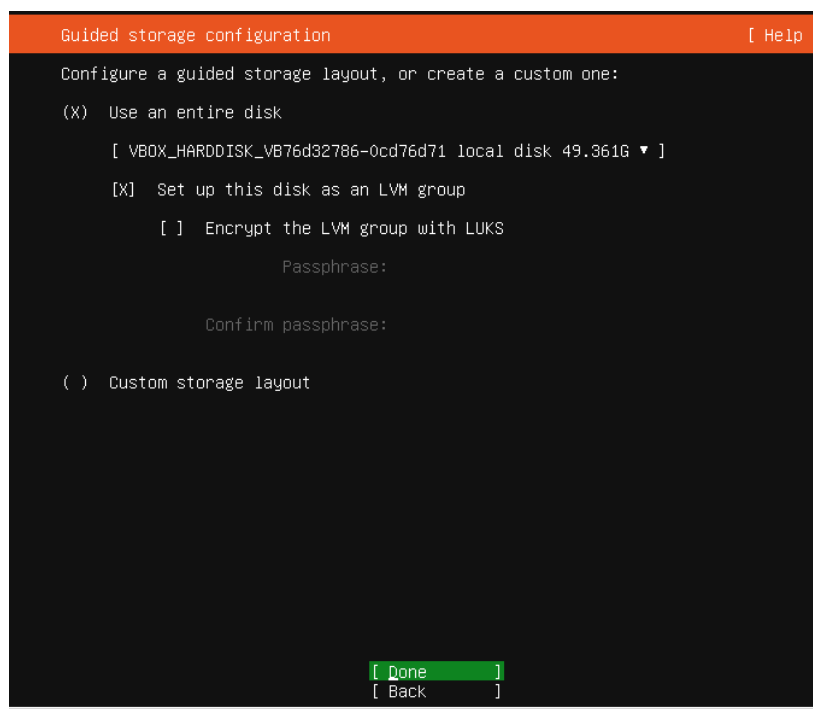 Guided storage configuration [ Help
Configure a guided storage layout, or create a custom one:
(X) Use an entire disk
[ VBOX_HARDDISK_VB76d32786-0cd76d71 local disk 49.361G ▾ ]
[X] Set up this disk as an LVM group
[ ] Encrypt the LVM group with LUKS
Passphrase:
Confirm passphrase:
( ) Custom storage layout
[ Done ]
[ Back ]